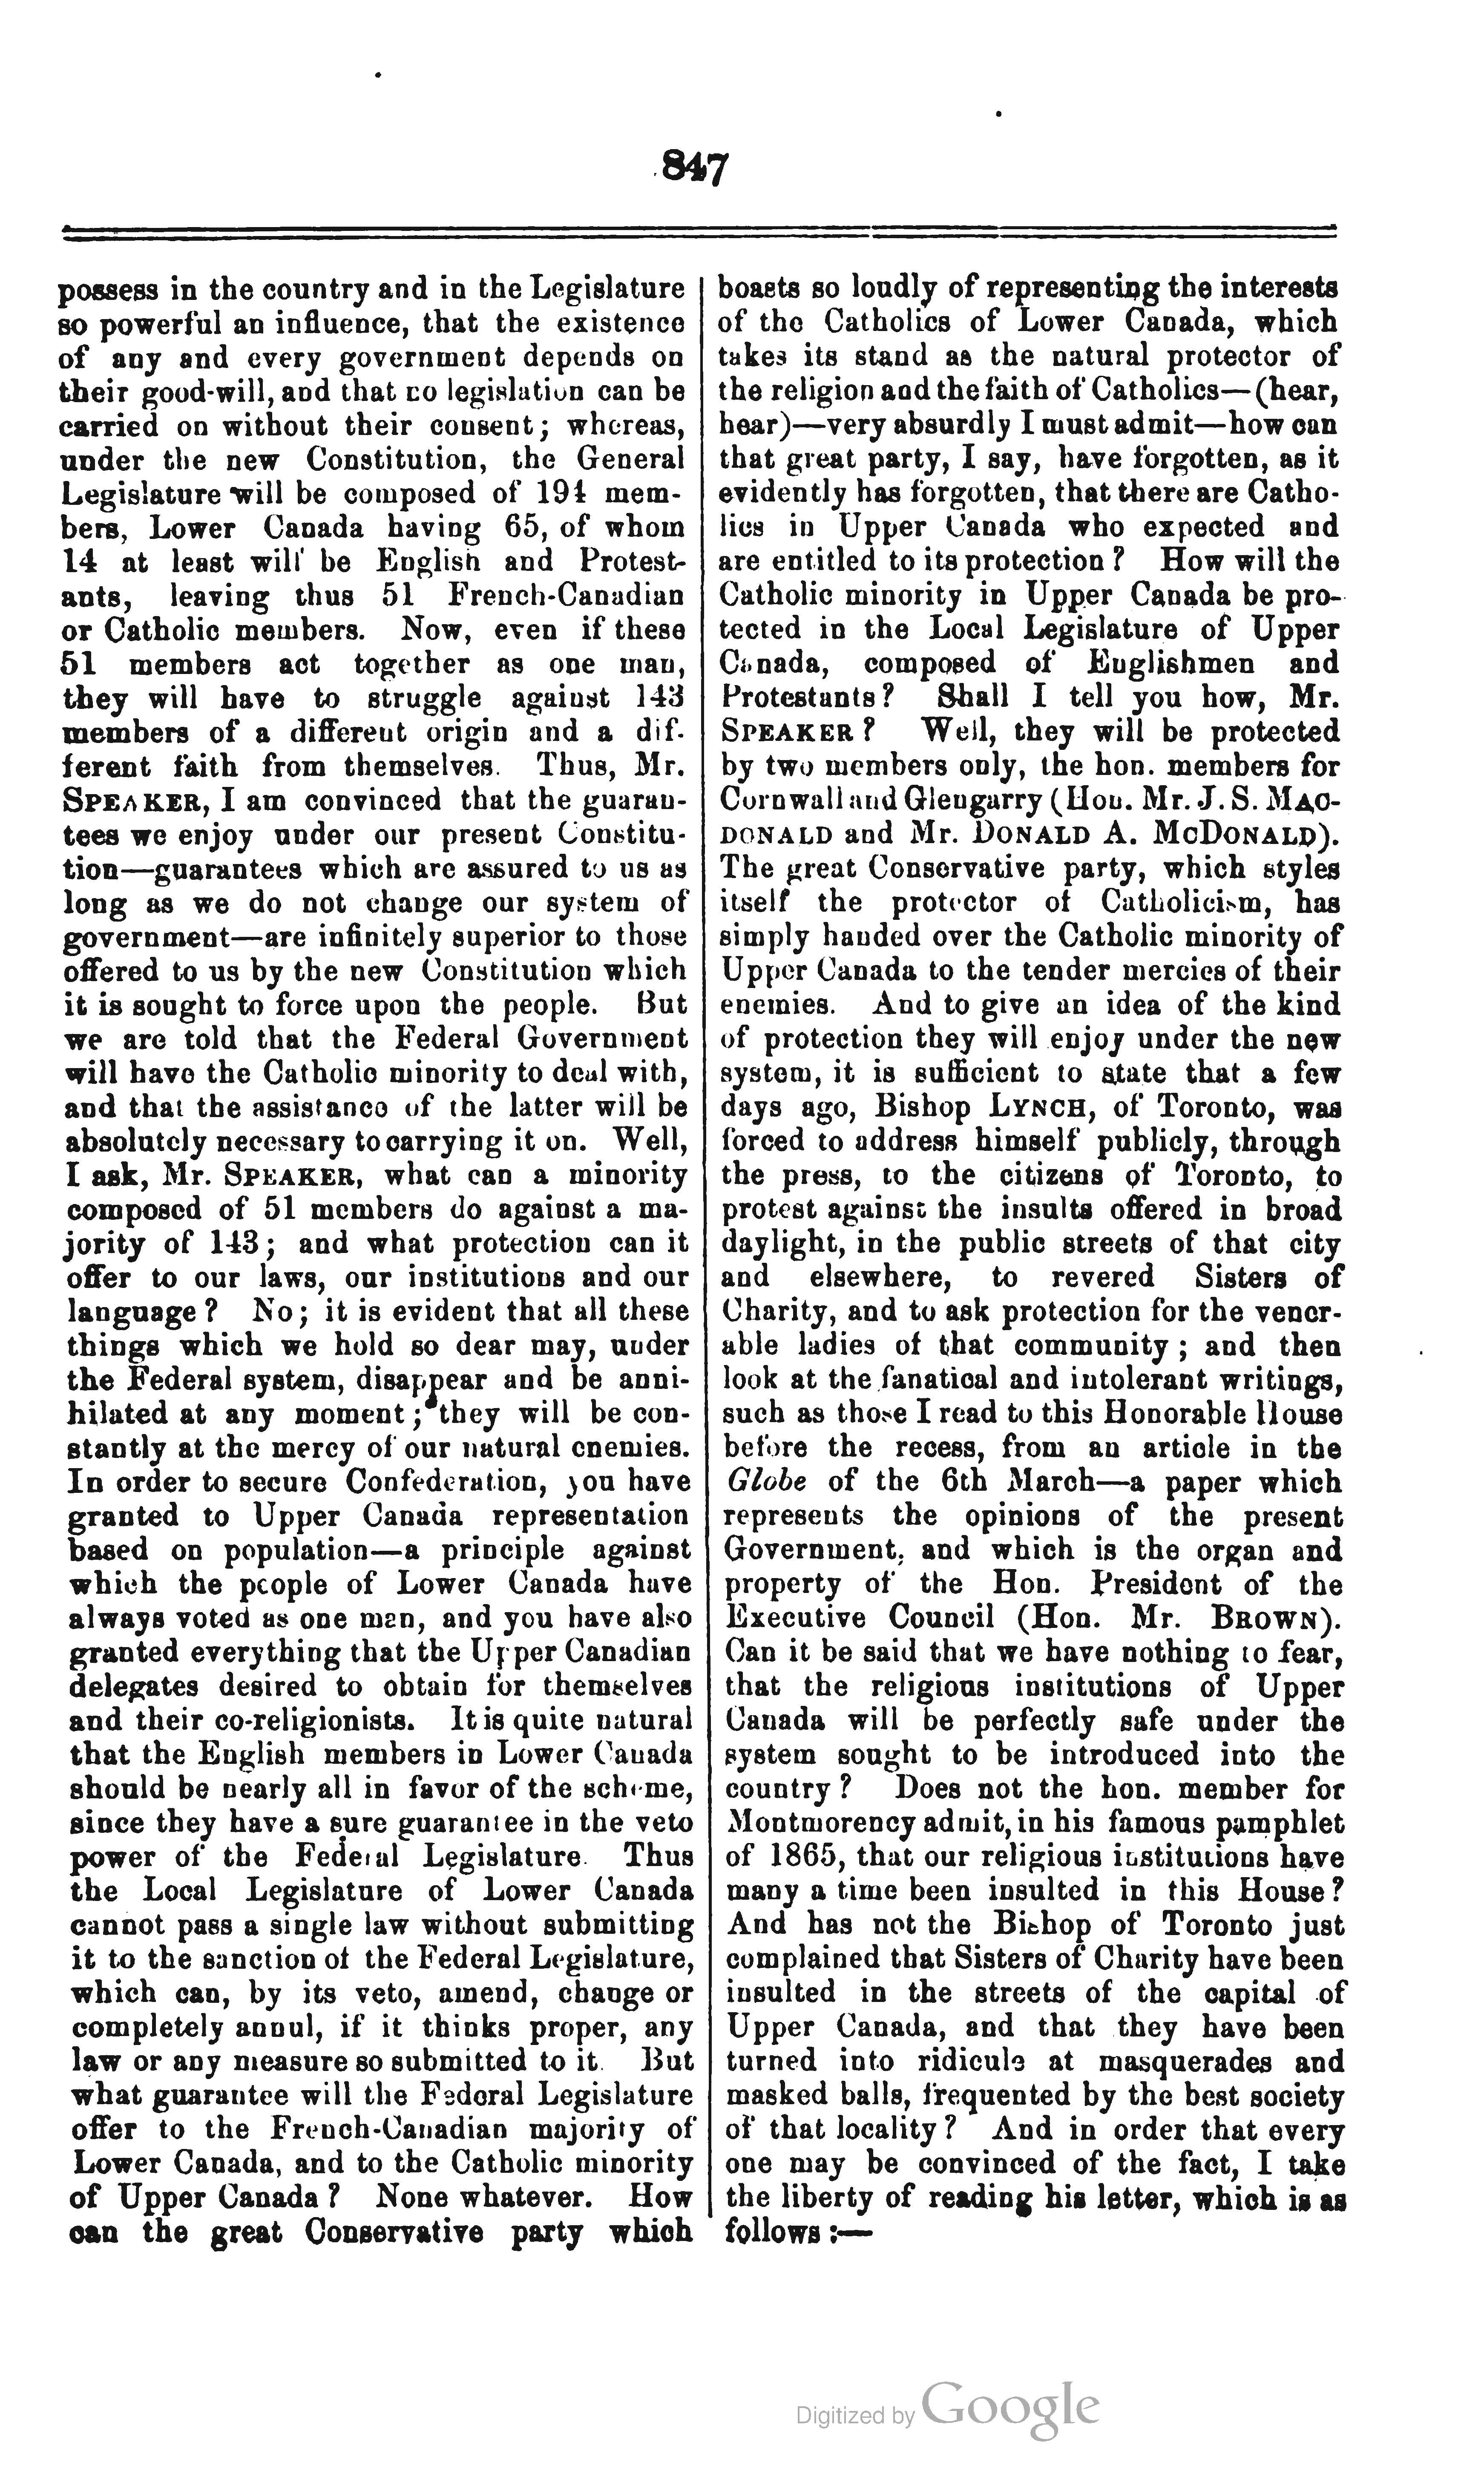 847
possess in the country and in the Legislature
so powerful an influence, that the existence
of any and every government depends on
their good-will, and that no legislation can be
carried on without their consent; whereas,
under the new Constitution, the General
Legislature will be composed of 194 mem-
bers, Lower Canada having 65, of whom
14 at least will be English and Protest-
ants, leaving thus 51 French-Canadian
or Catholic members. Now, even if these
51 members act together as one man,
they will have to struggle against 143
members of a different origin and a dif-
ferent faith from themselves. Thus, Mr.
SPEAKER, I am convinced that the guaran-
tees we enjoy under our present Constitu-
tion—guarantees which are assured to us as
long as we do not change our system of
government—are infinitely superior to those
offered to us by the new Constitution which
it is sought to force upon the people. But
we are told that the Federal Government
will have the Catholic minority to deal with,
and that the assistance of the latter will be
absolutely necessary to carrying it on. Well,
I ask, Mr. SPEAKER, what can a minority
composed of 51 members do against a ma-
jority of 143; and what protection can it
offer to our laws, our institutions and our
language? No; it is evident that all these
things which we hold so dear may, under
the Federal system, disappear and be anni-
hilated at any moment; they will be con-
stantly at the mercy of our natural enemies.
In order to secure Confederation, you have
granted to Upper Canada representation
based on population—a principle against
which the people of Lower Canada have
always voted as one man, and you have also
granted everything that the Upper Canadian
delegates desired to obtain for themselves
and their co-religionists. It is quite natural
that the English members in Lower Canada
should be nearly all in favor of the scheme,
since they have a sure guarantee in the veto
power of the Federal Legislature. Thus
the Local Legislature of Lower Canada
cannot pass a single law without submitting
it to the sanction of the Federal Legislature,
which can, by its veto, amend, change or
completely annul, if it thinks proper, any
law or any measure so submitted to it. But
what guarantee will the Federal Legislature
offer to the French-Canadian majority of
Lower Canada, and to the Catholic minority
of Upper Canada? None whatever. How
can the great Conservative party which
boasts so loudly of representing the interests
of the Catholics of Lower Canada, which
takes its stand as the natural protector of
the religion and the faith of Catholics—(hear,
hear)—very absurdly I must admit—how can
that great party, I say, have forgotten, as it
evidently has forgotten, that there are Catho-
lics in Upper Canada who expected and
are entitled to its protection? How will the
Catholic minority in Upper Canada be pro-
tected in the Local Legislature of Upper
Canada, composed of Englishmen and
Protestants? Shall I tell you how, Mr.
SPEAKER? Well, they will be protected
by two members only, the hon. members for
Cornwall and Glengarry (Hon. Mr. J. S. MAC-
DONALD and Mr. DONALD A. MCDONALD).
The great Conservative party, which styles
itself the protector of Catholicism, has
simply handed over the Catholic minority of
Upper Canada to the tender mercies of their
enemies. And to give an idea of the kind
of protection they will enjoy under the new
system, it is sufficient to state that a few
days ago, Bishop LYNCH, of Toronto, was
forced to address himself publicly, through
the press, to the citizens of Toronto, to
protest against the insults offered in broad
daylight, in the public streets of that city
and elsewhere, to revered Sisters of
Charity, and to ask protection for the vener-
able ladies of that community; and then
look at the fanatical and intolerant writings,
such as those I read to this Honorable House
before the recess, from an article in the
Globe of the 6th March—a paper which
represents the opinions of the present
Government, and which is the organ and
property of the Hon. President of the
Executive Council (Hon. Mr. BROWN).
Can it be said that we have nothing to fear,
that the religious institutions of Upper
Canada will be perfectly safe under the
system sought to be introduced into the
country? Does not the hon. member for
Montmorency admit, in his famous pamphlet
of 1865, that our religious institutions have
many a time been insulted in this House?
And has not the Bishop of Toronto just
complained that Sisters of Charity have been
insulted in the streets of the capital of
Upper Canada, and that they have been
turned into ridicule at masquerades and
masked balls, frequented by the best society
of that locality? And in order that every
one may be convinced of the fact, I take
the liberty of reading his letter, which is as
follows:—
Digitized by Google